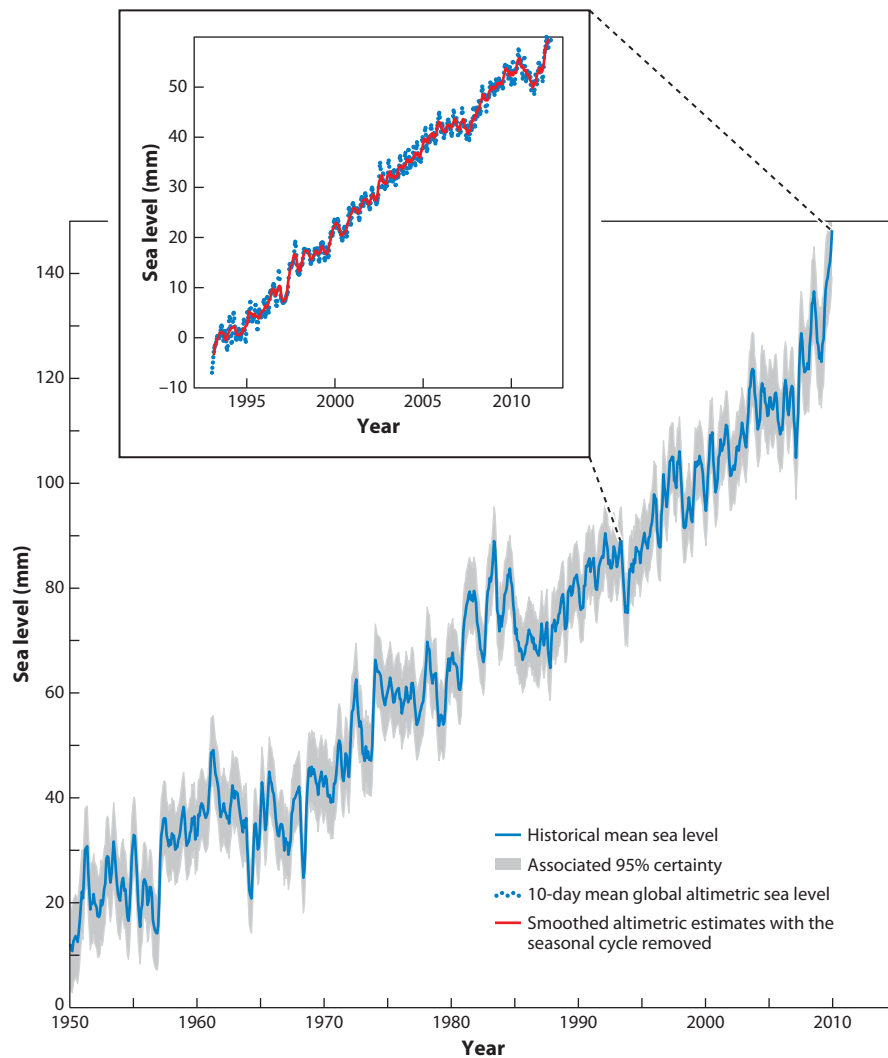 50
40
30
20
10
0
−10
Sea level (mm)
1995
2000
2005
2010
Year
140
120
100
80
60
40
20
0
Sea level (mm)
Historical mean sea level
Associated 95% certainty
10-day mean global altimetric sea level
Smoothed altimetric estimates with the
seasonal cycle removed
1950
1960
1970
1980
1990
2000
2010
Year